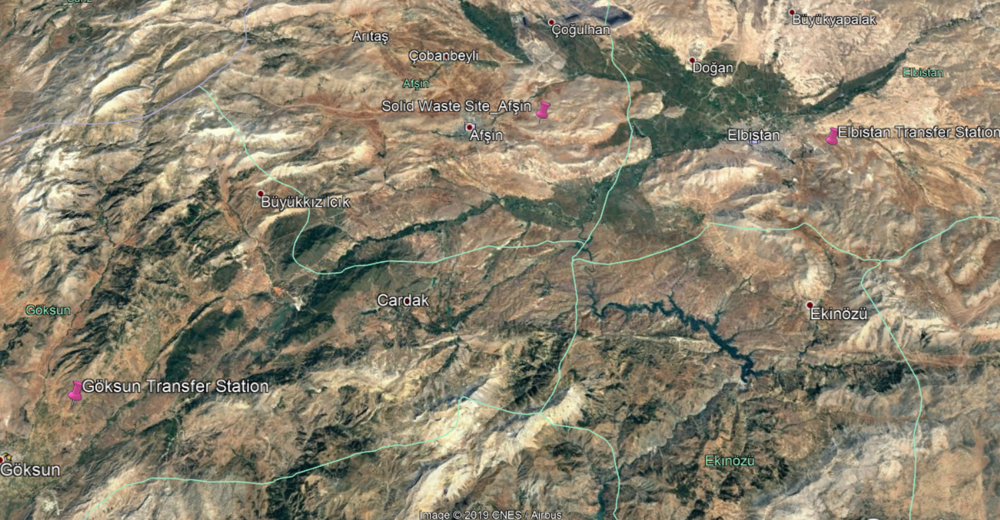 Arıtaş
Çoğulhan
Büyükyapalak
Çobanbeyli
Doğan
Elbistan
Afşin
Solid Waste Site_Afşin
Afşin
Elbistan
Elbistan Transfer Station
Büyükkızılcık
Cardak
Göksun
Ekinözü
Göksun Transfer Station
Ekinözü
Göksun
Image © 2019 CNES / Airbus